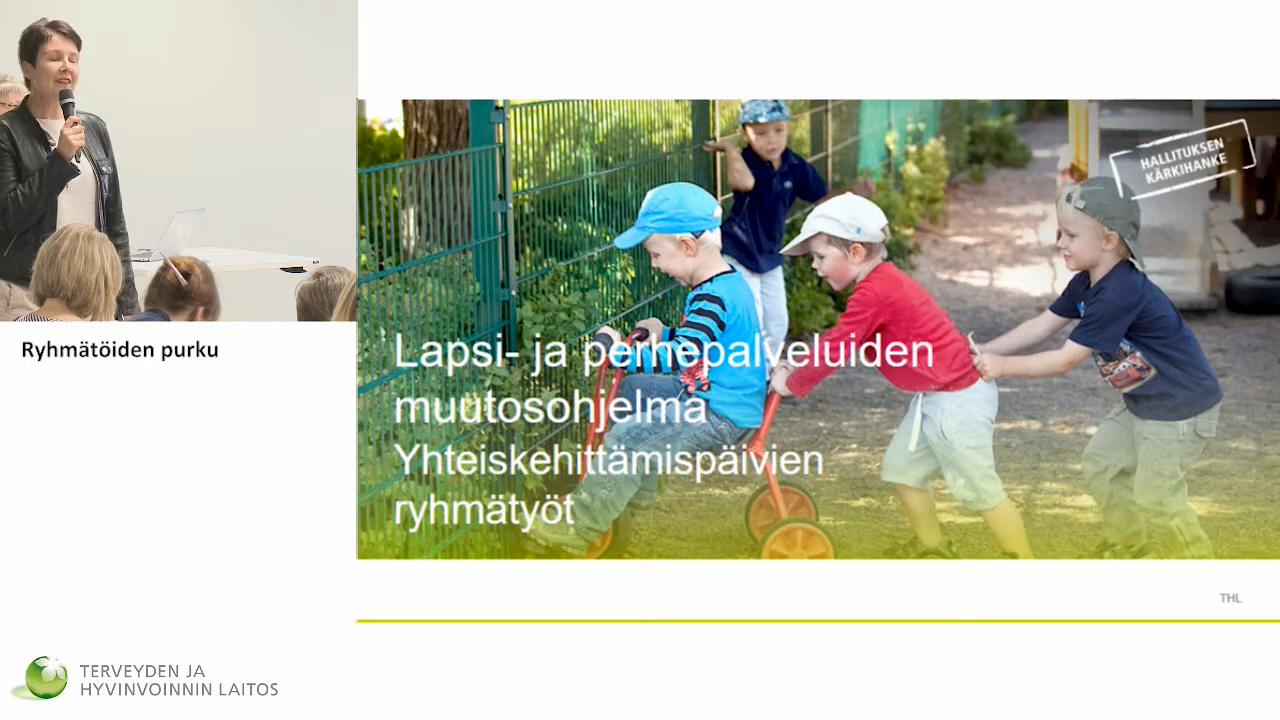 Ryhmätöiden purku
HALLITUKSEN
KÄRKIHANKE
Lapsi- ja perhepalveluiden
muutosohjelma
Yhteiskehittämispäivien
ryhmätyöt
THL
TERVEYDEN JA
HYVINVOINNIN LAITOS